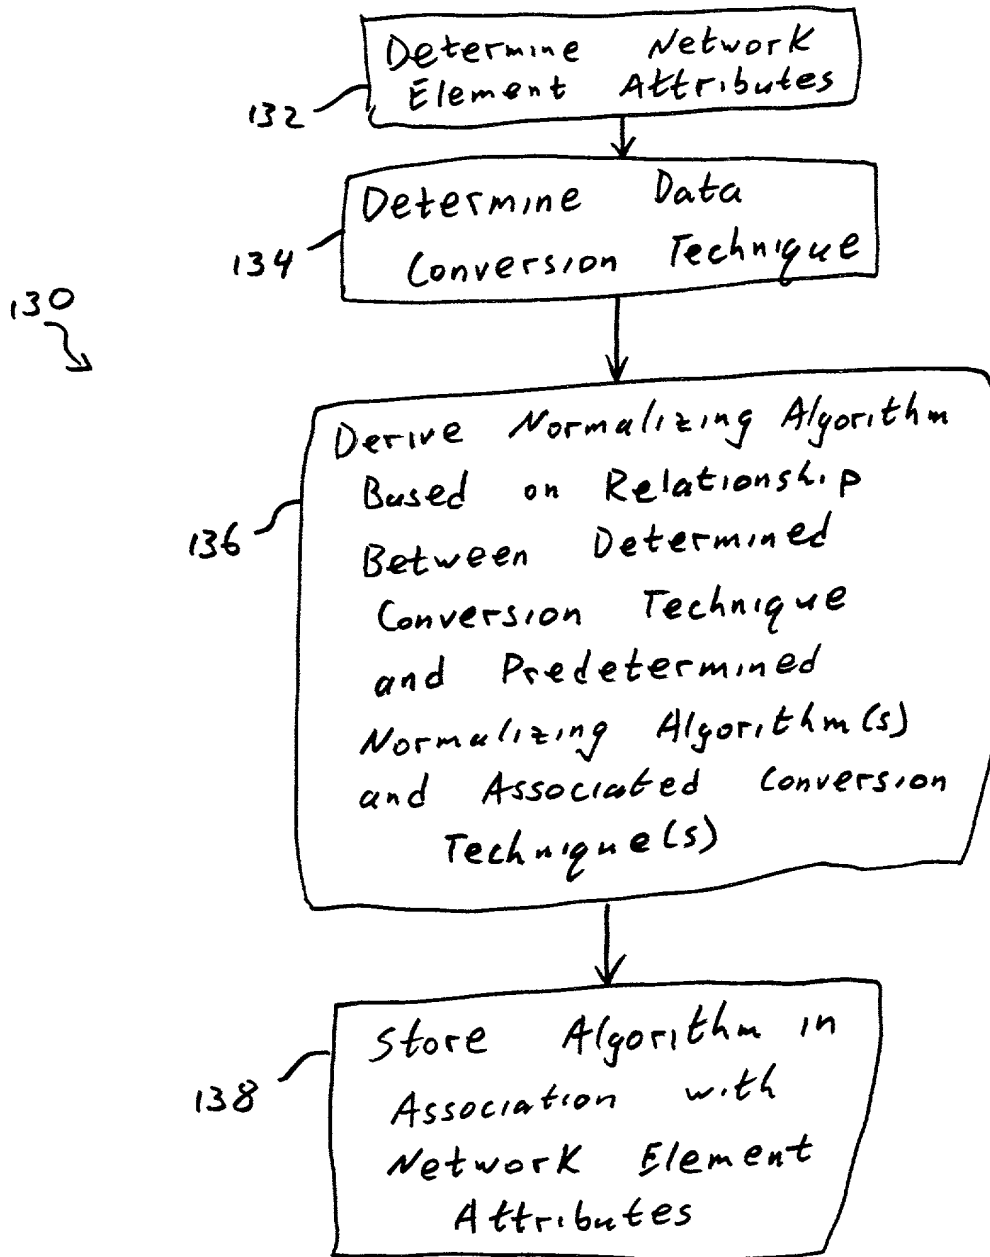 Determine Network
Element Attributes
132
Determine Data
Conversion Technique
134
130
Derive Normalizing Algorithm
Based on Relationship
Between Determined
Conversion Technique
and Predetermined
Normalizing Algorithm(s)
and Associated Conversion
Technique(s)
136
Store Algorithm in
Association with
Network Element
Attributes
138